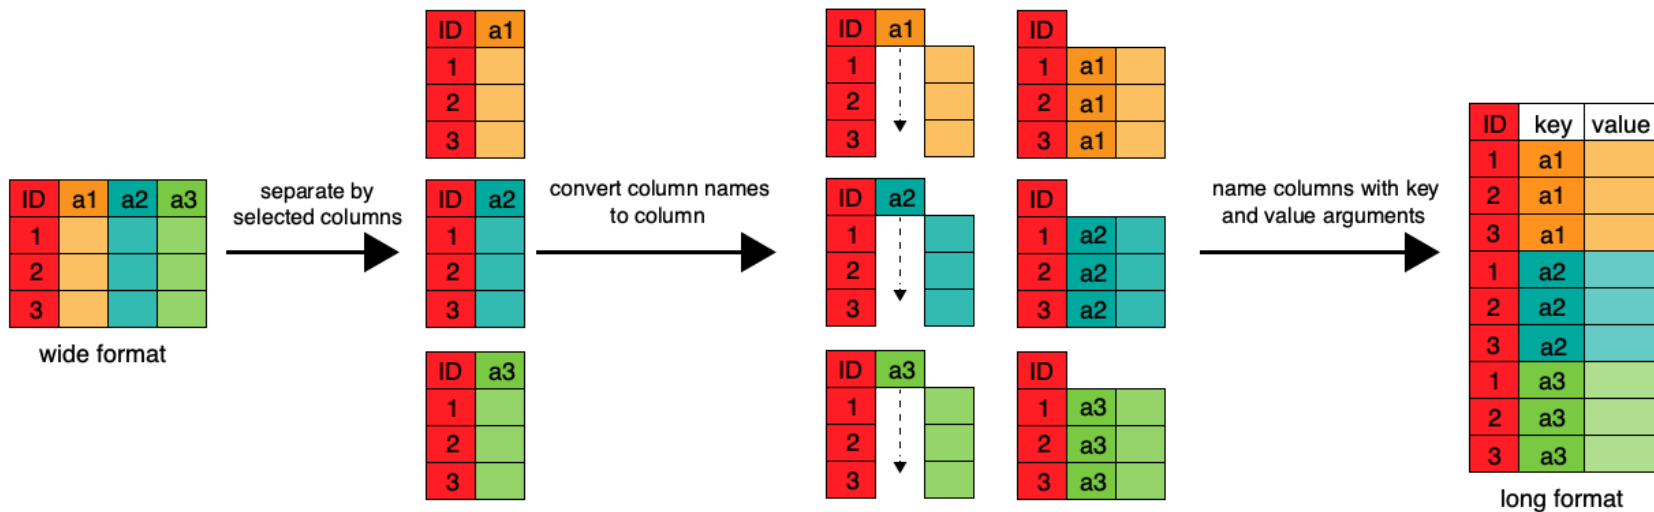 ID a1 a2 a3
1
2
3
wide format
separate by
selected columns
ID a1
1
2
3
ID a2
1
2
3
ID a3
1
2
3
convert column names
to column
ID a1
1
2
3
ID a2
1
2
3
ID a3
1
2
3
ID
1 a1
2 a1
3 a1
ID
1 a2
2 a2
3 a2
ID
1 a3
2 a3
3 a3
name columns with key
and value arguments
ID key value
1 a1
2 a1
3 a1
1 a2
2 a2
3 a2
1 a3
2 a3
3 a3
long format